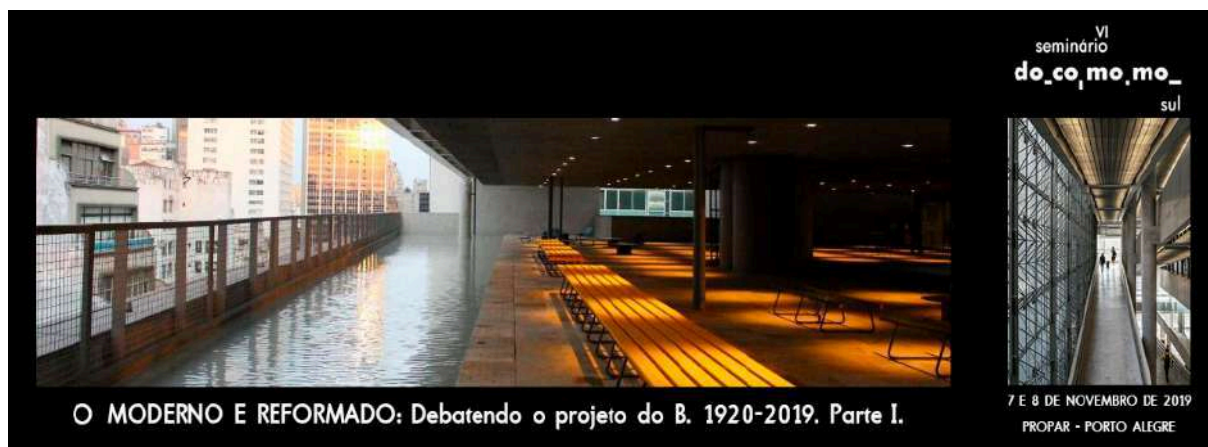 VI
seminário
do_co,mo.mo_
sul
O MODERNO E REFORMADO: Debatendo o projeto do B. 1920-2019. Parte I.
7 E 8 DE NOVEMBRO DE 2019
PROPAR - PORTO ALEGRE